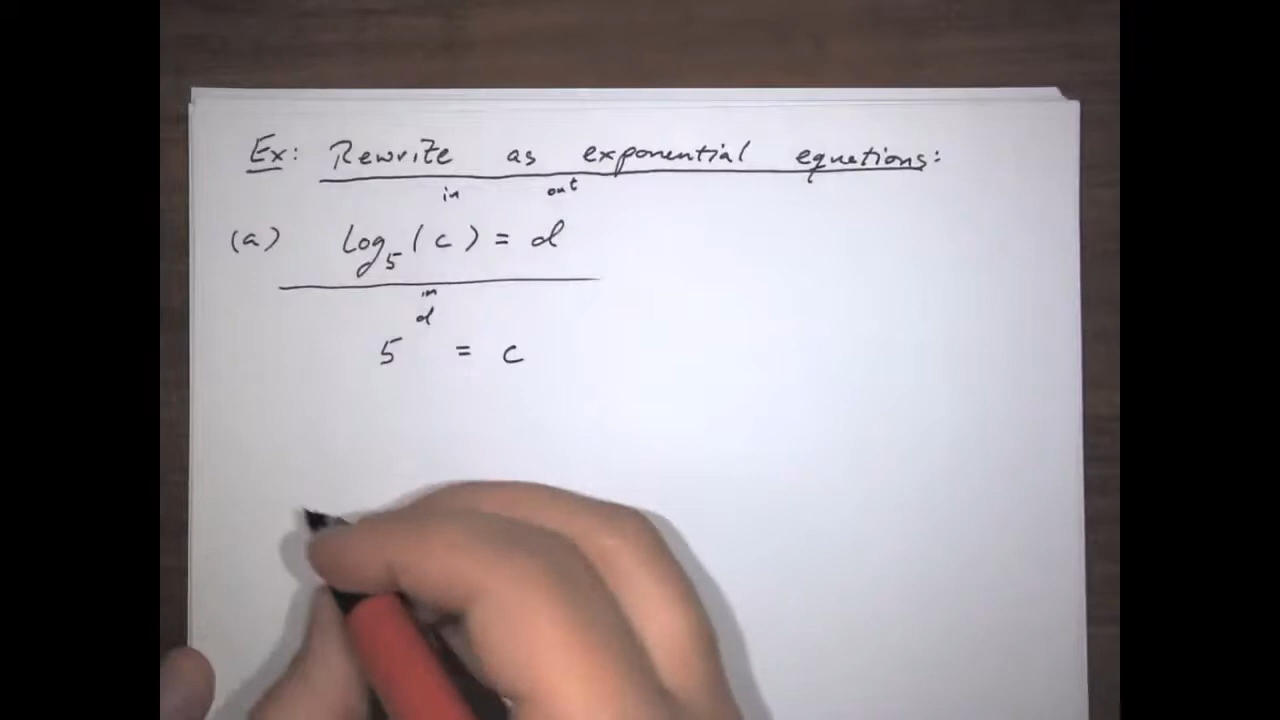 Ex: Rewrite as exponential equations:
in out
(a) log₅(c) = d
in
d
5 = c